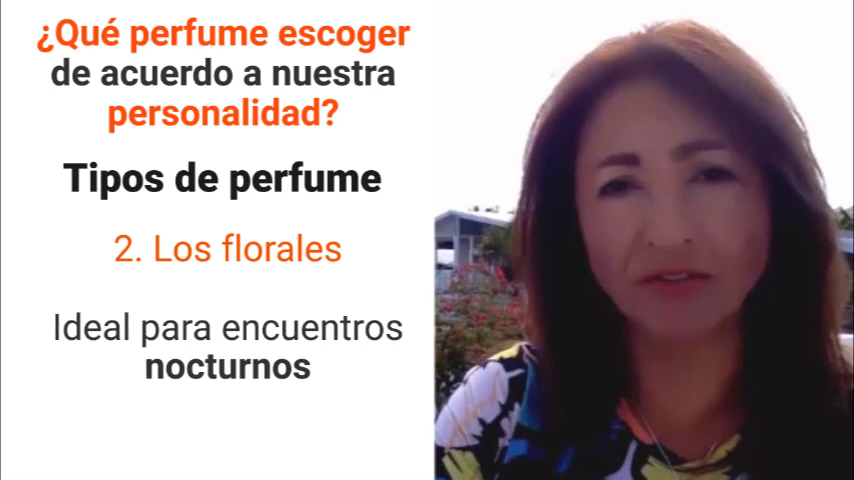 ¿Qué perfume escoger
de acuerdo a nuestra
personalidad?
Tipos de perfume
2. Los florales
Ideal para encuentros
nocturnos